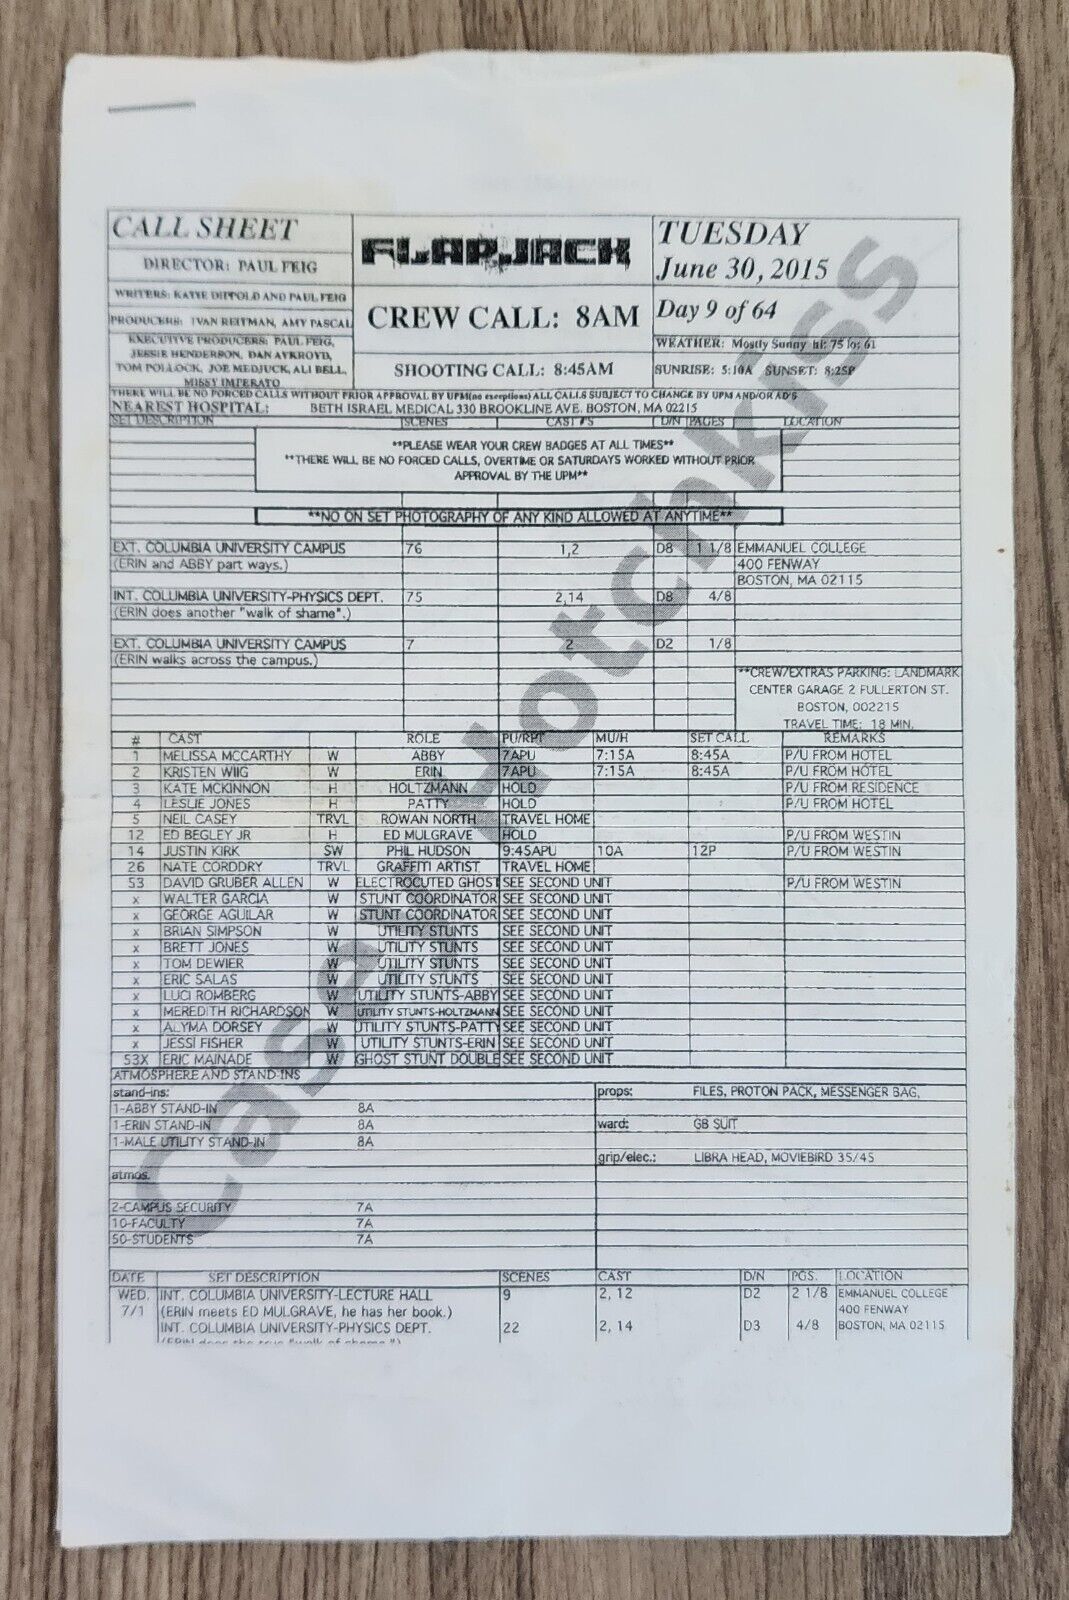 CALL SHEET
DIRECTOR: PAUL FEIG
WRITERS: KATIE DIPPOLD AND PAUL FEIG
PRODUCERS: IVAN REITMAN, AMY PASCAL
EXECUTIVE PRODUCERS: PAUL FEIG,
JESSIE HENDERSON, DAN AYKROYD,
TOM POLLOCK, JOE MEDJUCK, ALI BELL,
MISSY IMPERATO
FLAPJACK
CREW CALL: 8AM
SHOOTING CALL: 8:45AM
TUESDAY
June 30, 2015
Day 9 of 64
WEATHER: Mostly Sunny hi: 75 lo: 61
SUNRISE: 5:10A SUNSET: 8:25P
THERE WILL BE NO FORCED CALLS WITHOUT PRIOR APPROVAL BY UPM(no exceptions) ALL CALLS SUBJECT TO CHANGE BY UPM AND/OR AD'S
NEAREST HOSPITAL: BETH ISRAEL MEDICAL 330 BROOKLINE AVE. BOSTON, MA 02215
SET DESCRIPTION SCENES CAST #'S D/N PAGES LOCATION
**PLEASE WEAR YOUR CREW BADGES AT ALL TIMES**
**THERE WILL BE NO FORCED CALLS, OVERTIME OR SATURDAYS WORKED WITHOUT PRIOR
APPROVAL BY THE UPM**
**NO ON SET PHOTOGRAPHY OF ANY KIND ALLOWED AT ANYTIME**
EXT. COLUMBIA UNIVERSITY CAMPUS 76 1,2 D8 1 1/8 EMMANUEL COLLEGE
(ERIN and ABBY part ways.) 400 FENWAY
BOSTON, MA 02115
INT. COLUMBIA UNIVERSITY-PHYSICS DEPT. 75 2,14 D8 4/8
(ERIN does another "walk of shame".)
EXT. COLUMBIA UNIVERSITY CAMPUS 7 2 D2 1/8
(ERIN walks across the campus.)
**CREW/EXTRAS PARKING: LANDMARK
CENTER GARAGE 2 FULLERTON ST.
BOSTON, 002215
TRAVEL TIME: 18 MIN.
# CAST ROLE PU/RPT MU/H SET CALL REMARKS
1 MELISSA MCCARTHY W ABBY 7APU 7:15A 8:45A P/U FROM HOTEL
2 KRISTEN WIIG W ERIN 7APU 7:15A 8:45A P/U FROM HOTEL
3 KATE MCKINNON H HOLTZMANN HOLD P/U FROM RESIDENCE
4 LESLIE JONES H PATTY HOLD P/U FROM HOTEL
5 NEIL CASEY TRVL ROWAN NORTH TRAVEL HOME
12 ED BEGLEY JR H ED MULGRAVE HOLD P/U FROM WESTIN
14 JUSTIN KIRK SW PHIL HUDSON 9:45APU 10A 12P P/U FROM WESTIN
26 NATE CORDDRY TRVL GRAFFITI ARTIST TRAVEL HOME
53 DAVID GRUBER ALLEN W ELECTROCUTED GHOST SEE SECOND UNIT P/U FROM WESTIN
x WALTER GARCIA W STUNT COORDINATOR SEE SECOND UNIT
x GEORGE AGUILAR W STUNT COORDINATOR SEE SECOND UNIT
x BRIAN SIMPSON W UTILITY STUNTS SEE SECOND UNIT
x BRETT JONES W UTILITY STUNTS SEE SECOND UNIT
x TOM DEWIER W UTILITY STUNTS SEE SECOND UNIT
x ERIC SALAS W UTILITY STUNTS SEE SECOND UNIT
x LUCI ROMBERG W UTILITY STUNTS-ABBY SEE SECOND UNIT
x MEREDITH RICHARDSON W UTILITY STUNTS-HOLTZMANN SEE SECOND UNIT
x ALYMA DORSEY W UTILITY STUNTS-PATTY SEE SECOND UNIT
x JESSI FISHER W UTILITY STUNTS-ERIN SEE SECOND UNIT
53X ERIC MAINADE W GHOST STUNT DOUBLE SEE SECOND UNIT
ATMOSPHERE AND STAND-INS
stand-ins: props: FILES, PROTON PACK, MESSENGER BAG,
1-ABBY STAND-IN 8A
1-ERIN STAND-IN 8A ward: GB SUIT
1-MALE UTILITY STAND-IN 8A
grip/elec.: LIBRA HEAD, MOVIEBIRD 35/45
atmos.
2-CAMPUS SECURITY 7A
10-FACULTY 7A
50-STUDENTS 7A
DATE SET DESCRIPTION SCENES CAST D/N PGS. LOCATION
WED. INT. COLUMBIA UNIVERSITY-LECTURE HALL 9 2, 12 D2 2 1/8 EMMANUEL COLLEGE
7/1 (ERIN meets ED MULGRAVE, he has her book.) 400 FENWAY
INT. COLUMBIA UNIVERSITY-PHYSICS DEPT. 22 2, 14 D3 4/8 BOSTON, MA 02115
(ERIN does the true "walk of shame.")
Casey Hotchkiss